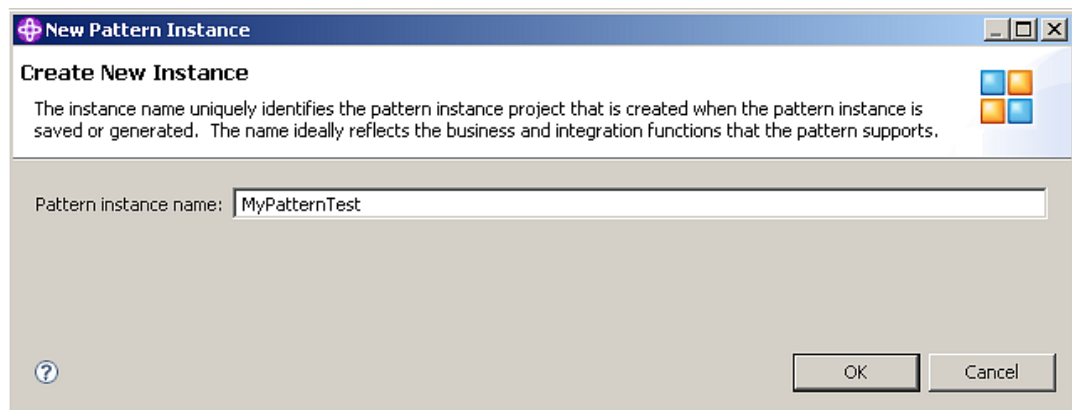 New Pattern Instance
Create New Instance
The instance name uniquely identifies the pattern instance project that is created when the pattern instance is
saved or generated. The name ideally reflects the business and integration functions that the pattern supports.
Pattern instance name: MyPatternTest
?
OK Cancel